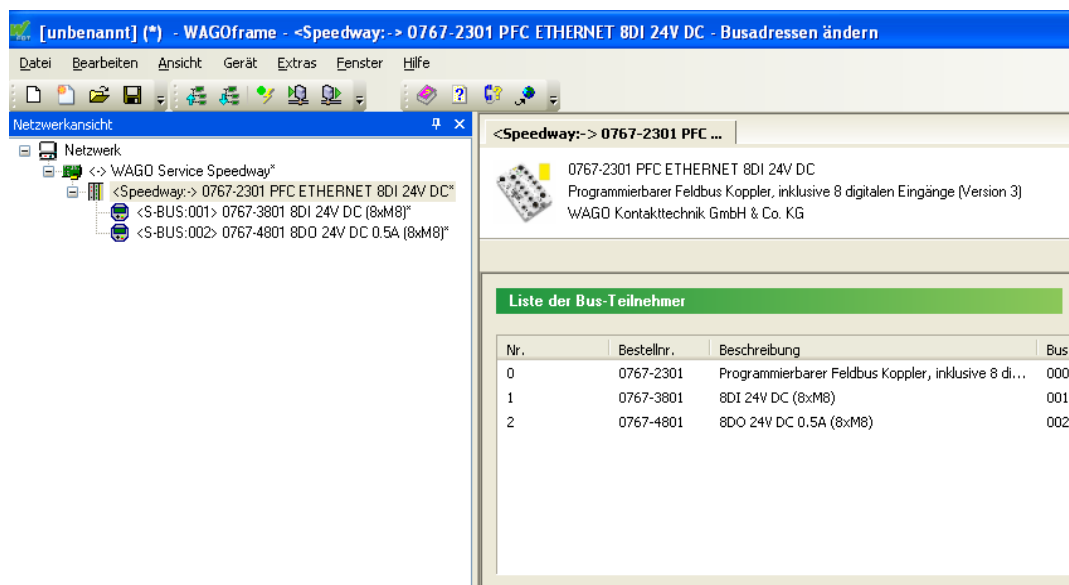 [unbenannt] (*) - WAGOframe - <Speedway:-> 0767-2301 PFC ETHERNET 8DI 24V DC - Busadressen ändern
Datei Bearbeiten Ansicht Gerät Extras Fenster Hilfe
Netzwerkansicht
Netzwerk
<-> WAGO Service Speedway*
<Speedway:-> 0767-2301 PFC ETHERNET 8DI 24V DC*
<S-BUS:001> 0767-3801 8DI 24V DC (8xM8)*
<S-BUS:002> 0767-4801 8DO 24V DC 0.5A (8xM8)*
<Speedway:-> 0767-2301 PFC ...
0767-2301 PFC ETHERNET 8DI 24V DC
Programmierbarer Feldbus Koppler, inklusive 8 digitalen Eingänge (Version 3)
WAGO Kontakttechnik GmbH & Co. KG
Liste der Bus-Teilnehmer
Nr. Bestellnr. Beschreibung Bus
0 0767-2301 Programmierbarer Feldbus Koppler, inklusive 8 di... 000
1 0767-3801 8DI 24V DC (8xM8) 001
2 0767-4801 8DO 24V DC 0.5A (8xM8) 002